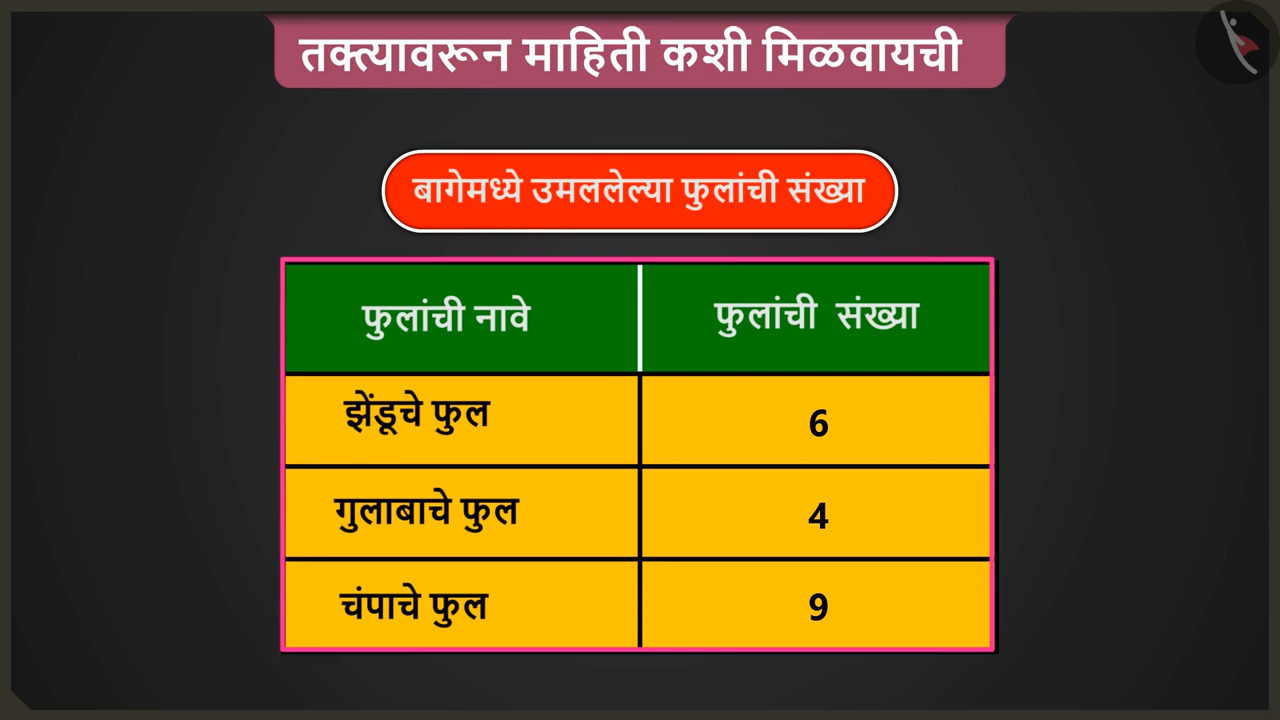 तक्त्यावरून माहिती कशी मिळवायची
बागेमध्ये उमललेल्या फुलांची संख्या
फुलांची नावे फुलांची संख्या
झेंडूचे फुल 6
गुलाबाचे फुल 4
चंपाचे फुल 9